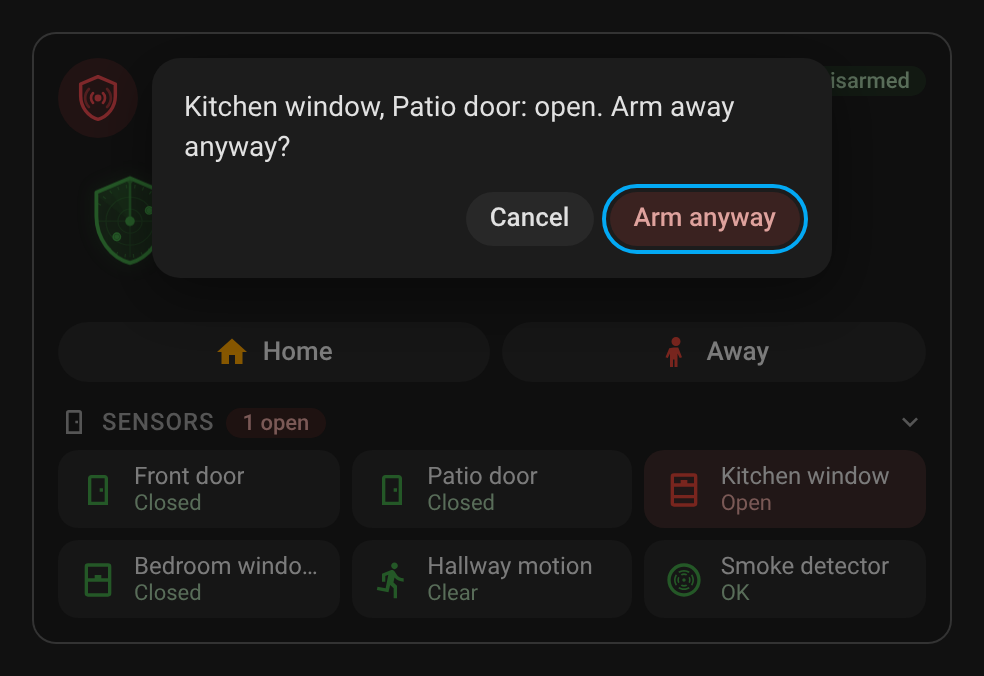 isarmed
Kitchen window, Patio door: open. Arm away
anyway?
Cancel
Arm anyway
Home
Away
SENSORS
1 open
Front door
Closed
Patio door
Closed
Kitchen window
Open
Bedroom windo...
Closed
Hallway motion
Clear
Smoke detector
OK